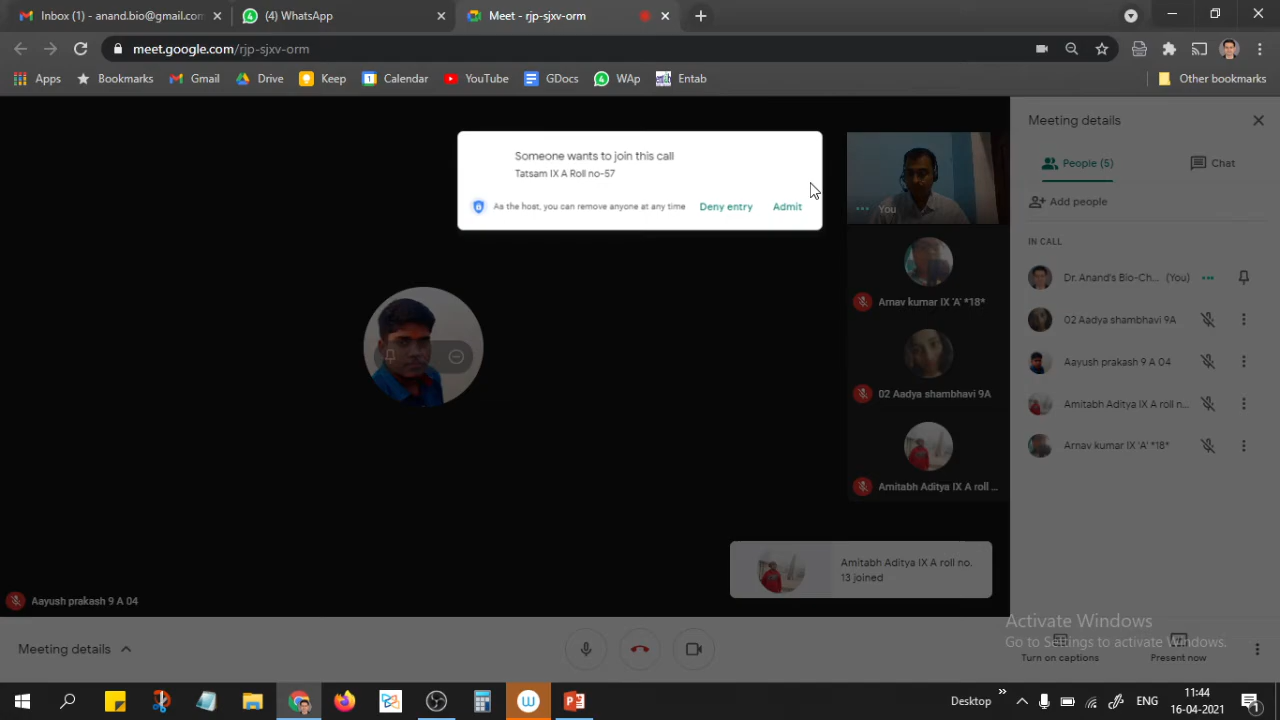 Inbox (1) - anand.bio@gmail.com
(4) WhatsApp
Meet - rjp-sjxv-orm
meet.google.com/rjp-sjxv-orm
Apps
Bookmarks
Gmail
Drive
Keep
Calendar
YouTube
GDocs
WAp
Entab
Other bookmarks
Someone wants to join this call
Tatsam IX A Roll no-57
As the host, you can remove anyone at any time
Deny entry
Admit
You
Arnav kumar IX 'A' *18*
02 Aadya shambhavi 9A
Amitabh Aditya IX A roll ...
Amitabh Aditya IX A roll no.
13 joined
Aayush prakash 9 A 04
Meeting details
People (5)
Chat
Add people
IN CALL
Dr. Anand's Bio-Ch... (You)
02 Aadya shambhavi 9A
Aayush prakash 9 A 04
Amitabh Aditya IX A roll n...
Arnav kumar IX 'A' *18*
Activate Windows
Go to Settings to activate Windows.
Meeting details
Turn on captions
Present now
Desktop
ENG
11:44
16-04-2021